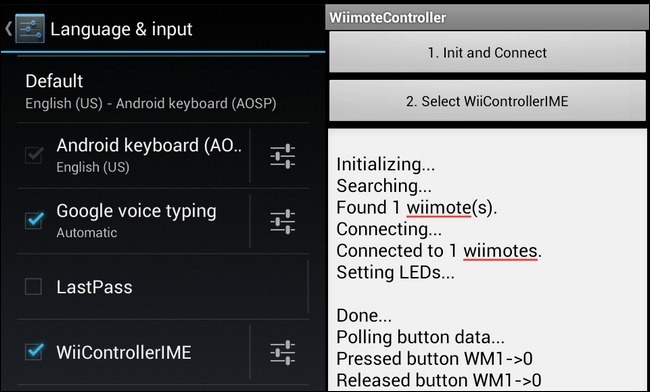 Language & input
Default
English (US) - Android keyboard (AOSP)
Android keyboard (AO..
English (US)
Google voice typing
Automatic
LastPass
WiiControllerIME
WiimoteController
1. Init and Connect
2. Select WiiControllerIME
Initializing...
Searching...
Found 1 wiimote(s).
Connecting...
Connected to 1 wiimotes.
Setting LEDs...
Done...
Polling button data...
Pressed button WM1->0
Released button WM1->0